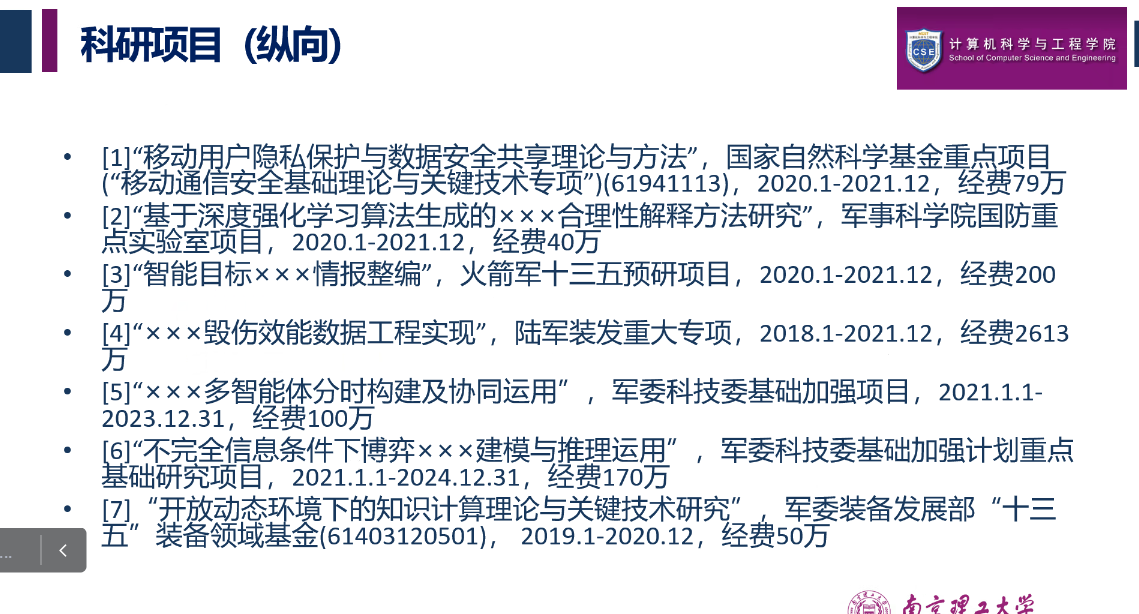 科研项目（纵向）
CSE
计算机科学与工程学院
School of Computer Science and Engineering
• [1]“移动用户隐私保护与数据安全共享理论与方法”，国家自然科学基金重点项目
(“移动通信安全基础理论与关键技术专项”)(61941113)，2020.1-2021.12，经费79万
• [2]“基于深度强化学习算法生成的×××合理性解释方法研究”，军事科学院国防重
点实验室项目，2020.1-2021.12，经费40万
• [3]“智能目标×××情报整编”，火箭军十三五预研项目，2020.1-2021.12，经费200
万
• [4]“×××毁伤效能数据工程实现”，陆军装发重大专项，2018.1-2021.12，经费2613
万
• [5]“×××多智能体分时构建及协同运用”，军委科技委基础加强项目，2021.1.1-
2023.12.31，经费100万
• [6]“不完全信息条件下博弈×××建模与推理运用”，军委科技委基础加强计划重点
基础研究项目，2021.1.1-2024.12.31，经费170万
• [7]“开放动态环境下的知识计算理论与关键技术研究”，军委装备发展部“十三
五”装备领域基金(61403120501)， 2019.1-2020.12，经费50万
...
南京理工大学